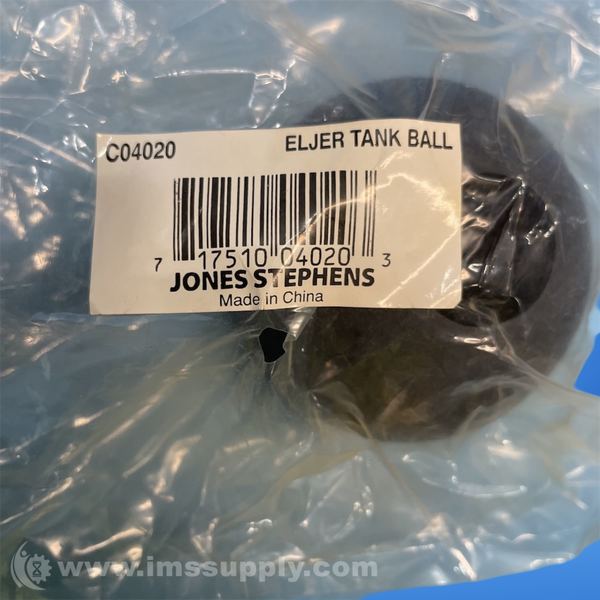 C04020 ELJER TANK BALL
7 17510 04020 3
JONES STEPHENS
Made in China
www.imssupply.com